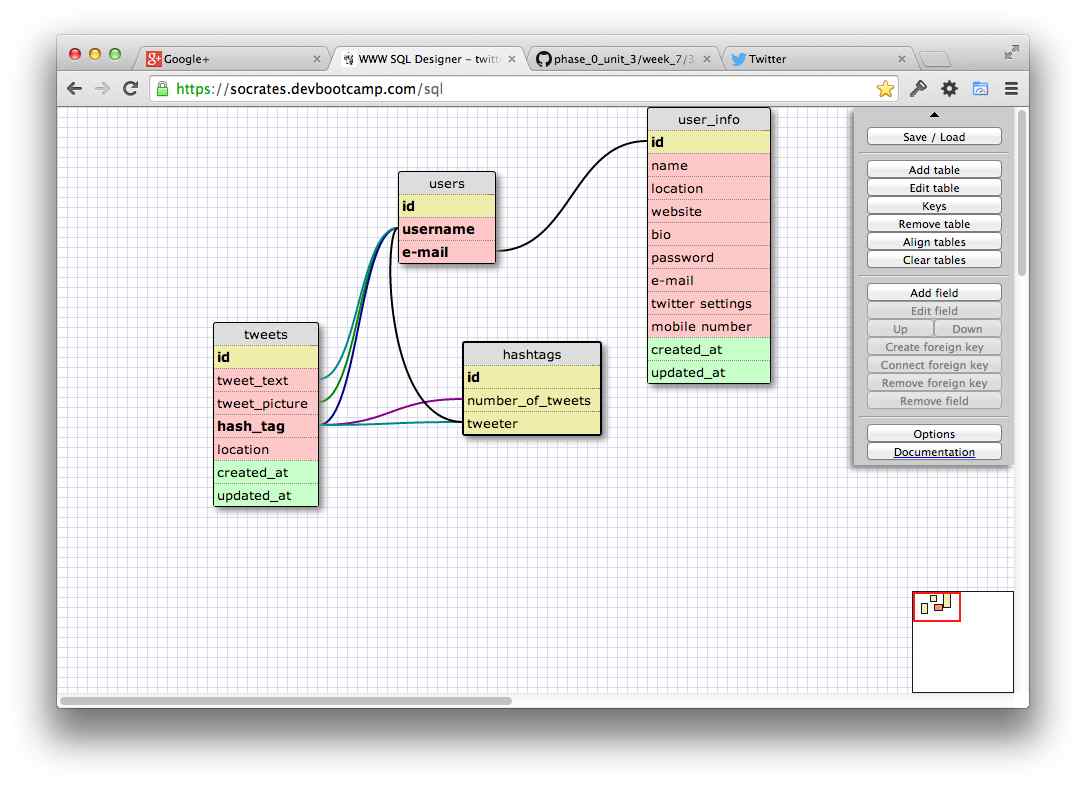 Google+
WWW SQL Designer – twitt
phase_0_unit_3/week_7/3
Twitter
https://socrates.devbootcamp.com/sql
user_info
id
name
location
website
bio
password
e-mail
twitter settings
mobile number
created_at
updated_at
users
id
username
e-mail
tweets
id
tweet_text
tweet_picture
hash_tag
location
created_at
updated_at
hashtags
id
number_of_tweets
tweeter
Save / Load
Add table
Edit table
Keys
Remove table
Align tables
Clear tables
Add field
Edit field
Up Down
Create foreign key
Connect foreign key
Remove foreign key
Remove field
Options
Documentation